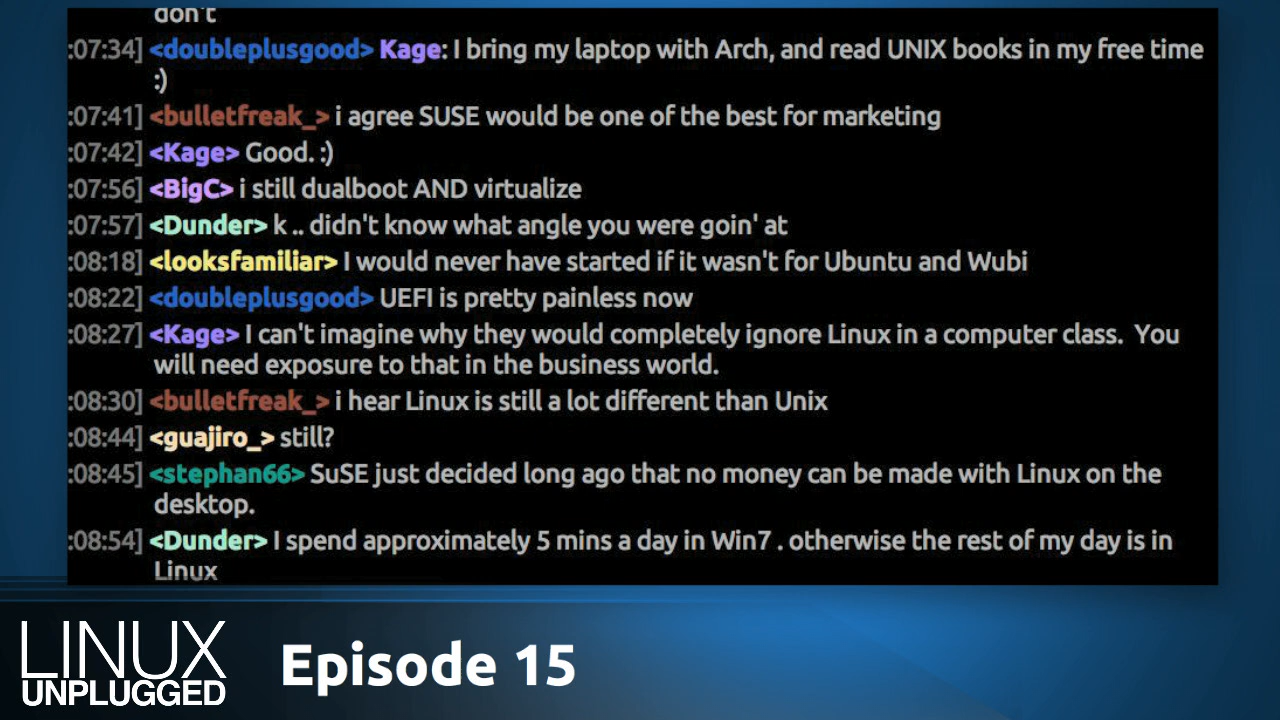 don't
:07:34] <doubleplusgood> Kage: I bring my laptop with Arch, and read UNIX books in my free time
:)
:07:41] <bulletfreak_> i agree SUSE would be one of the best for marketing
:07:42] <Kage> Good. :)
:07:56] <BigC> i still dualboot AND virtualize
:07:57] <Dunder> k .. didn't know what angle you were goin' at
:08:18] <looksfamiliar> I would never have started if it wasn't for Ubuntu and Wubi
:08:22] <doubleplusgood> UEFI is pretty painless now
:08:27] <Kage> I can't imagine why they would completely ignore Linux in a computer class.  You
will need exposure to that in the business world.
:08:30] <bulletfreak_> i hear Linux is still a lot different than Unix
:08:44] <guajiro_> still?
:08:45] <stephan66> SuSE just decided long ago that no money can be made with Linux on the
desktop.
:08:54] <Dunder> I spend approximately 5 mins a day in Win7 . otherwise the rest of my day is in
Linux
LINUX
UNPLUGGED
Episode 15